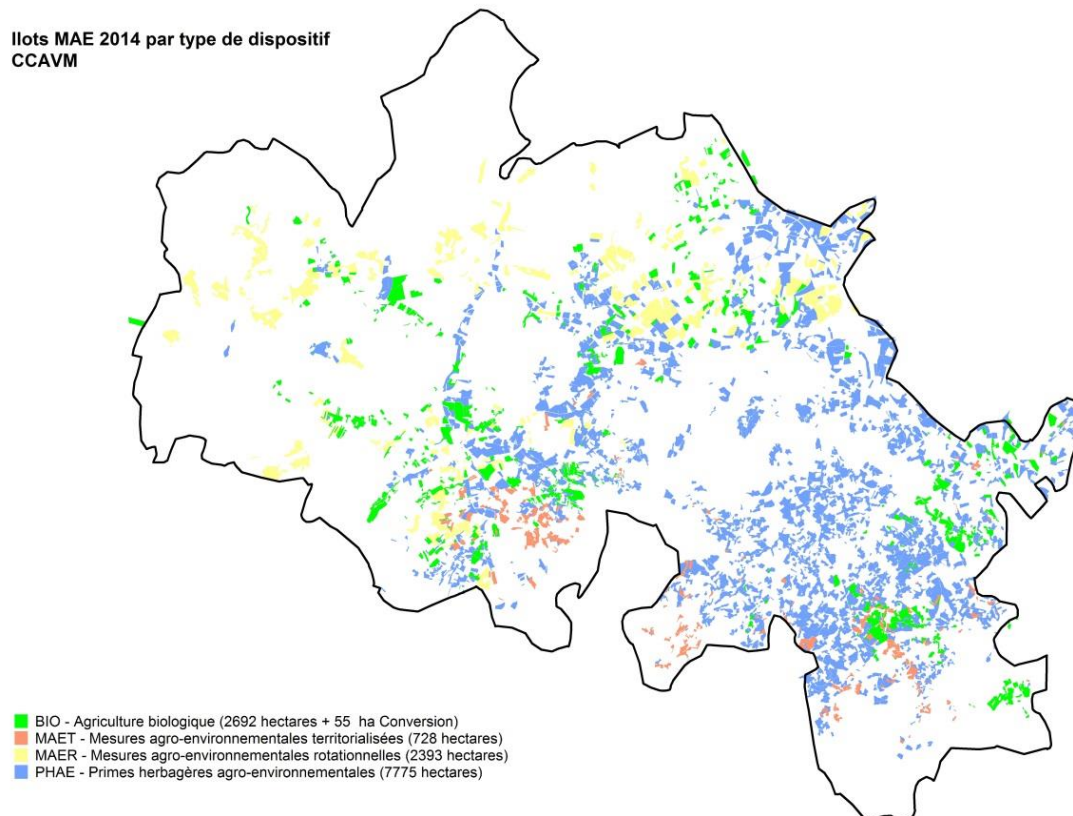 Ilots MAE 2014 par type de dispositif
CCAVM
BIO - Agriculture biologique (2692 hectares + 55 ha Conversion)
MAET - Mesures agro-environnementales territorialisées (728 hectares)
MAER - Mesures agro-environnementales rotationnelles (2393 hectares)
PHAE - Primes herbagères agro-environnementales (7775 hectares)